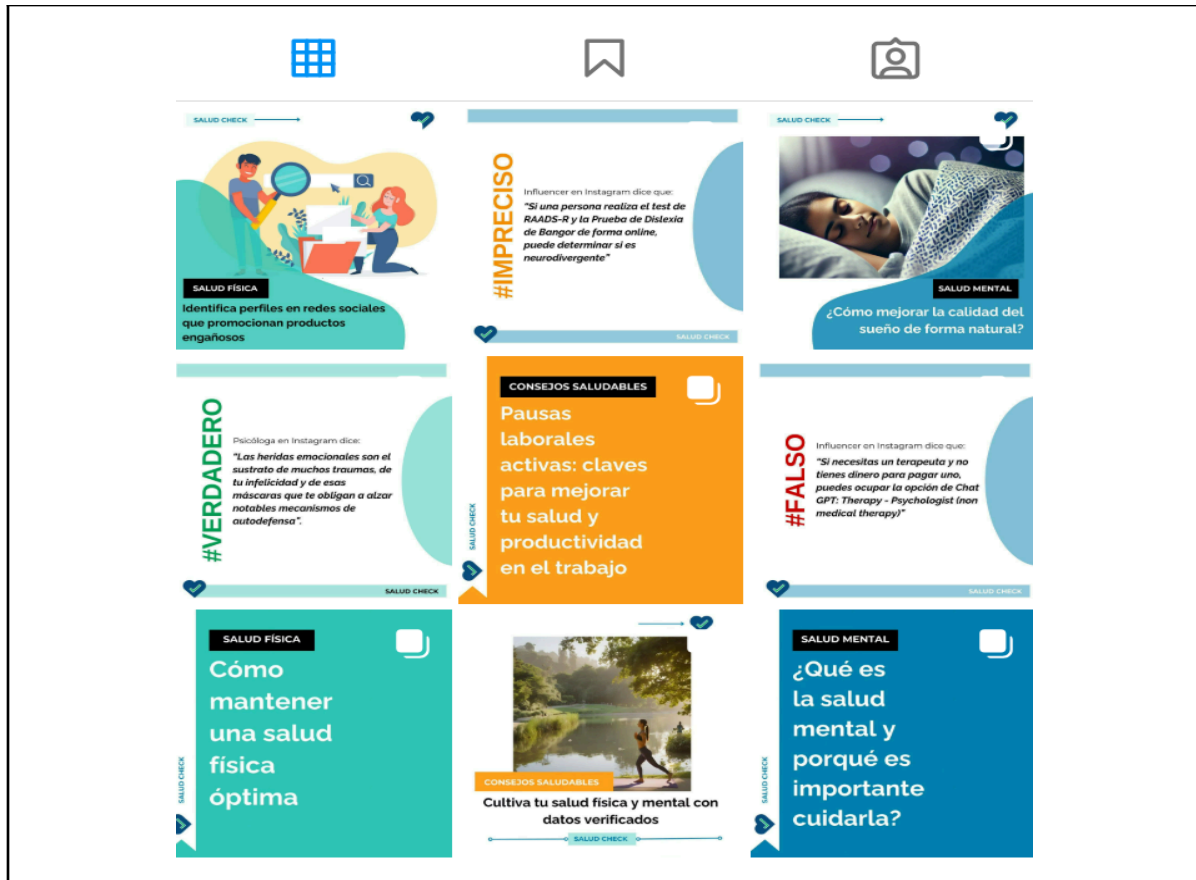 SALUD CHECK
SALUD FÍSICA
Identifica perfiles en redes sociales
que promocionan productos
engañosos
#IMPRECISO
Influencer en Instagram dice que:
"Si una persona realiza el test de
RAADS-R y la Prueba de Dislexia
de Bangor de forma online,
puede determinar si es
neurodivergente"
SALUD CHECK
SALUD CHECK
SALUD MENTAL
¿Cómo mejorar la calidad del
sueño de forma natural?
#VERDADERO
Psicóloga en Instagram dice:
"Las heridas emocionales son el
sustrato de muchos traumas, de
tu infelicidad y de esas
máscaras que te obligan a alzar
notables mecanismos de
autodefensa".
SALUD CHECK
CONSEJOS SALUDABLES
Pausas
laborales
activas: claves
para mejorar
tu salud y
productividad
en el trabajo
SALUD CHECK
#FALSO
Influencer en Instagram dice que:
"Si necesitas un terapeuta y no
tienes dinero para pagar uno,
puedes ocupar la opción de Chat
GPT: Therapy - Psychologist (non
medical therapy)"
SALUD CHECK
SALUD FÍSICA
Cómo
mantener
una salud
física
óptima
SALUD CHECK
CONSEJOS SALUDABLES
Cultiva tu salud física y mental con
datos verificados
SALUD CHECK
SALUD MENTAL
¿Qué es
la salud
mental y
porqué es
importante
cuidarla?
SALUD CHECK